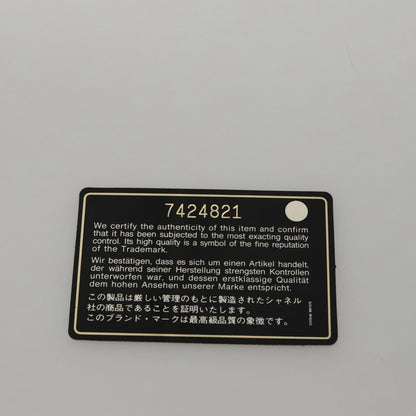 7424821
We certify the authenticity of this item and confirm
that it has been subjected to the most exacting quality
control. Its high quality is a symbol of the fine reputation
of the Trademark.
Wir bestätigen, dass es sich um einen Artikel handelt,
der während seiner Herstellung strengsten Kontrollen
unterworfen war, und dessen erstklassige Qualität
dem hohen Ansehen unserer Marke entspricht.
この製品は厳しい管理のもとに製造されたシャネル
社の商品であることを証明いたします。
このブランド・マークは最高級品質の象徴です。